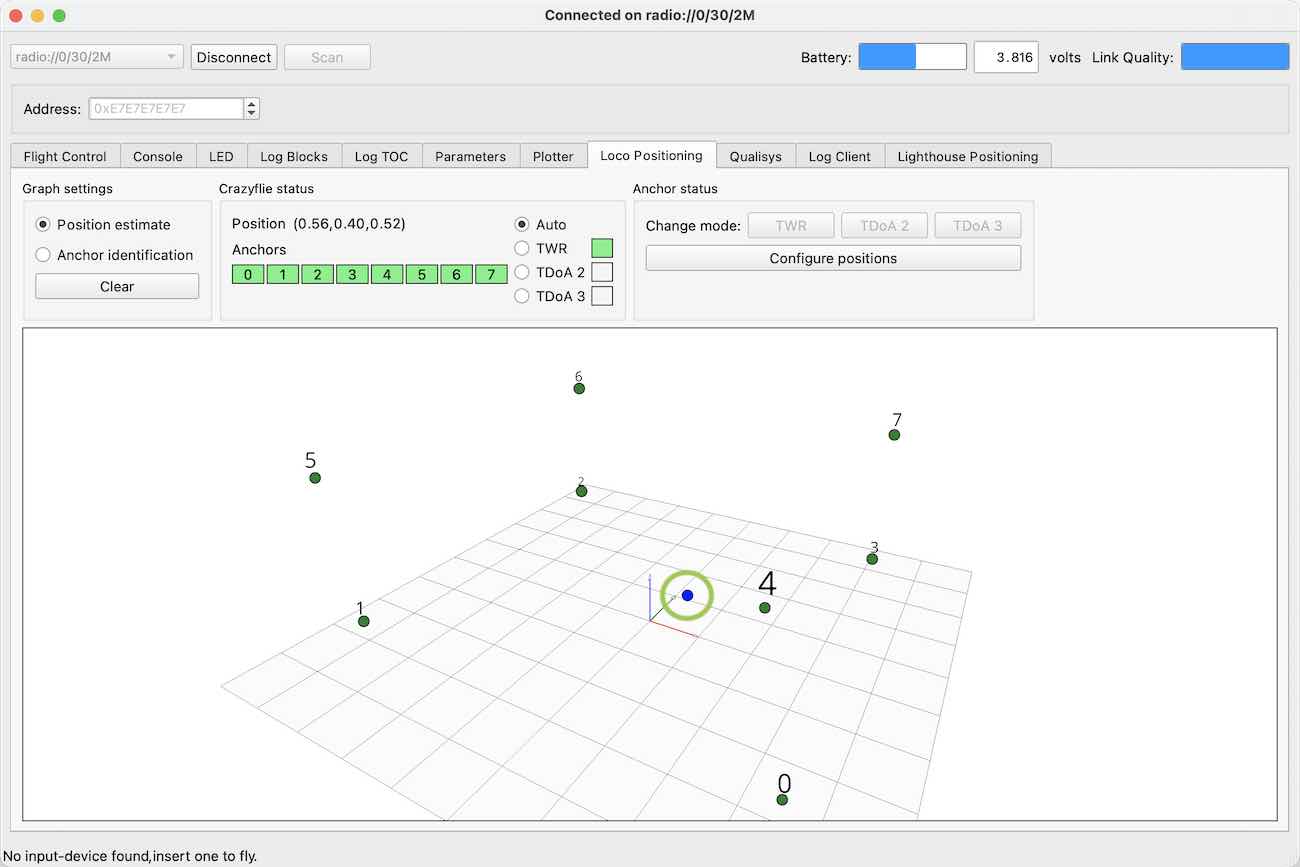 Connected on radio://0/30/2M
radio://0/30/2M Disconnect Scan Battery: 3.816 volts Link Quality:
Address: 0xE7E7E7E7E7
Flight Control Console LED Log Blocks Log TOC Parameters Plotter Loco Positioning Qualisys Log Client Lighthouse Positioning
Graph settings Crazyflie status Anchor status
Position estimate
Anchor identification
Clear
Position (0.56,0.40,0.52)
Anchors
0 1 2 3 4 5 6 7
Auto
TWR
TDoA 2
TDoA 3
Change mode: TWR TDoA 2 TDoA 3
Configure positions
6
7
5
2
3
4
1
0
No input-device found,insert one to fly.